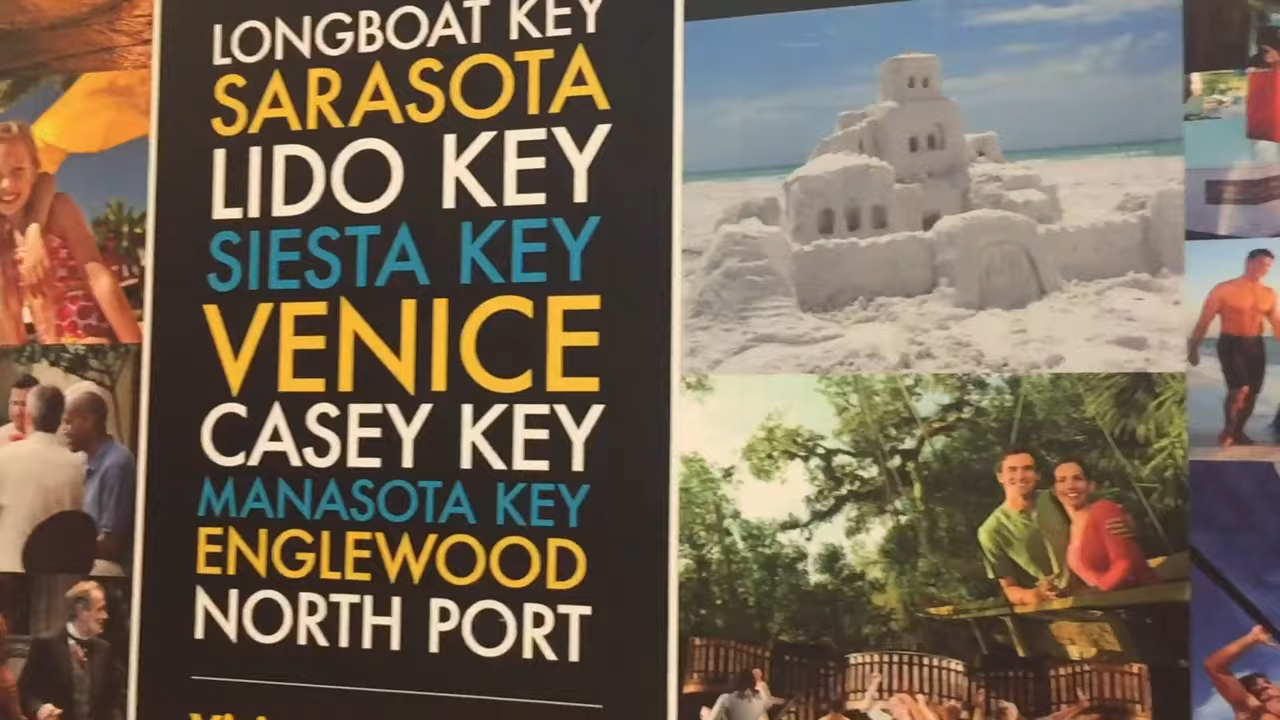 LONGBOAT KEY
SARASOTA
LIDO KEY
SIESTA KEY
VENICE
CASEY KEY
MANASOTA KEY
ENGLEWOOD
NORTH PORT